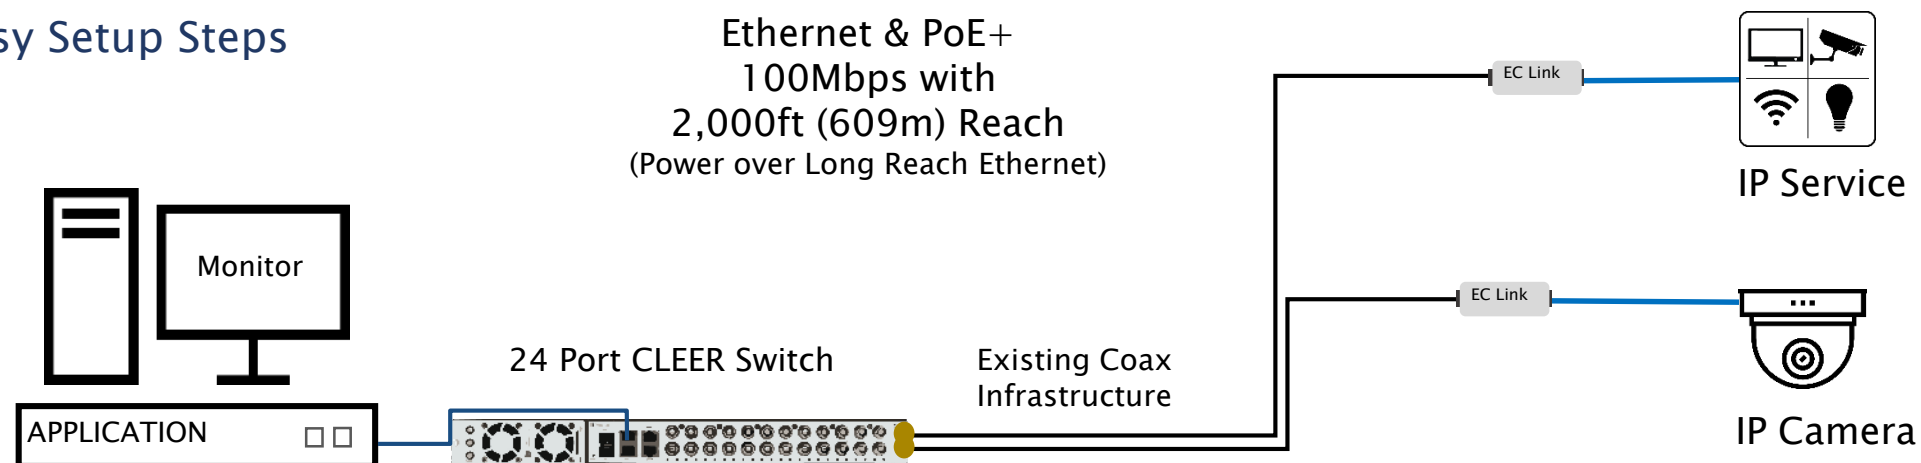 sy Setup Steps
Ethernet & PoE+
100Mbps with
2,000ft (609m) Reach
(Power over Long Reach Ethernet)
EC Link
IP Service
Monitor
EC Link
24 Port CLEER Switch
Existing Coax
Infrastructure
APPLICATION
IP Camera